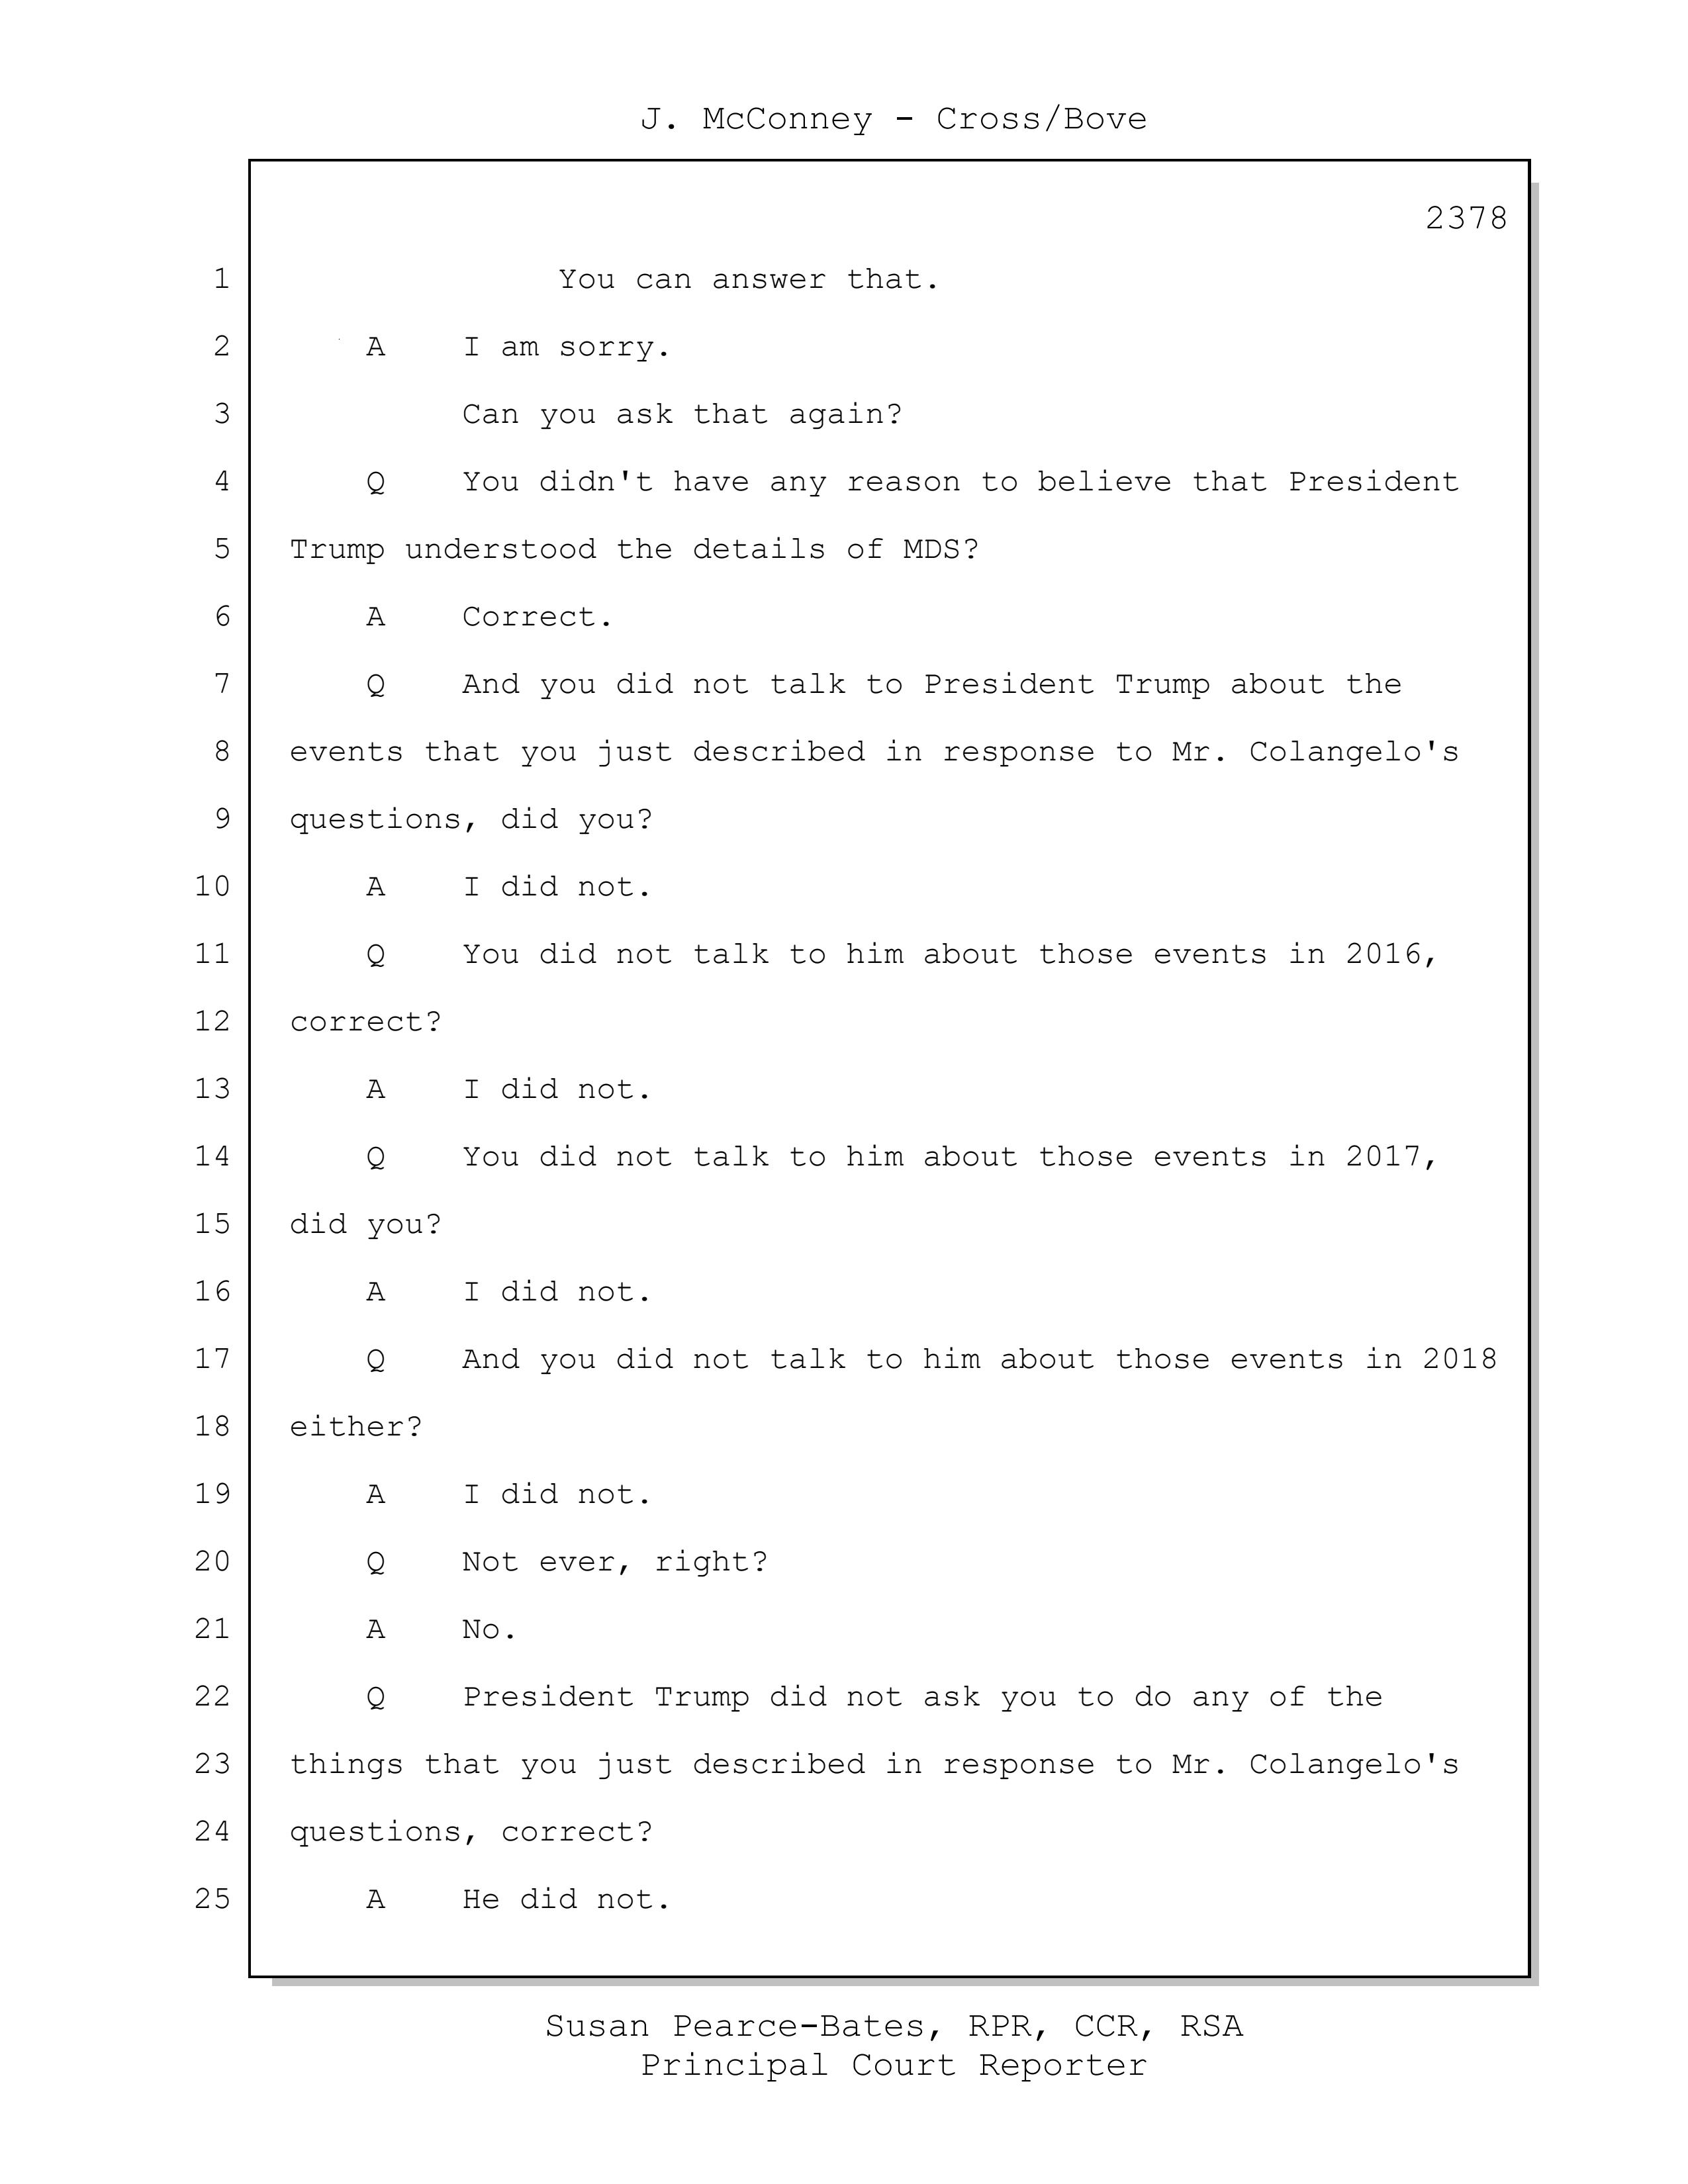 J. McConney - Cross/Bove
2378
1 You can answer that.
2 A I am sorry.
3 Can you ask that again?
4 Q You didn't have any reason to believe that President
5 Trump understood the details of MDS?
6 A Correct.
7 Q And you did not talk to President Trump about the
8 events that you just described in response to Mr. Colangelo's
9 questions, did you?
10 A I did not.
11 Q You did not talk to him about those events in 2016,
12 correct?
13 A I did not.
14 Q You did not talk to him about those events in 2017,
15 did you?
16 A I did not.
17 Q And you did not talk to him about those events in 2018
18 either?
19 A I did not.
20 Q Not ever, right?
21 A No.
22 Q President Trump did not ask you to do any of the
23 things that you just described in response to Mr. Colangelo's
24 questions, correct?
25 A He did not.
Susan Pearce-Bates, RPR, CCR, RSA
Principal Court Reporter